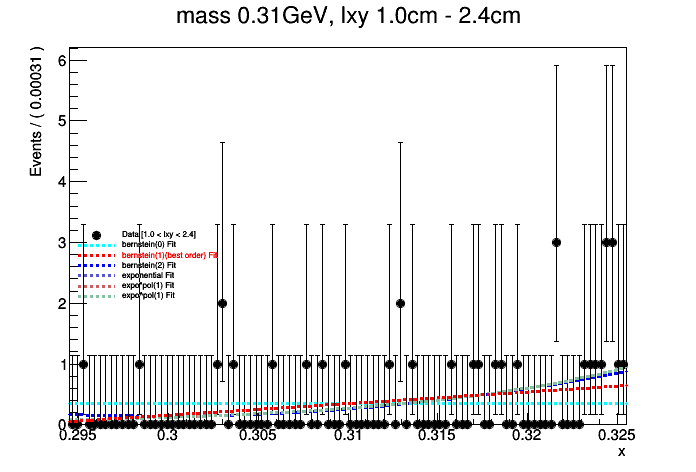 mass 0.31GeV, lxy 1.0cm - 2.4cm
Events / ( 0.00031 )
6
5
4
3
2
1
0
Data [1.0 < lxy < 2.4]
bernstein(0) Fit
bernstein(1)(best order) Fit
bernstein(2) Fit
exponential Fit
expo*pol(1) Fit
expo*pol(1) Fit
0.295 0.3 0.305 0.31 0.315 0.32 0.325
x